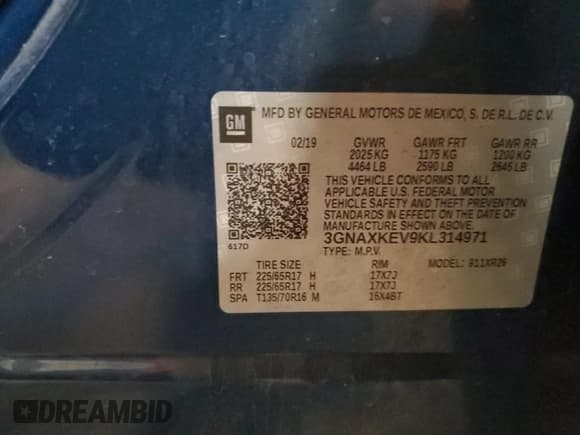 GM
MFD BY GENERAL MOTORS DE MEXICO, S. DE R.L. DE C.V.
02/19 GVWR GAWR FRT GAWR RR
2025 KG 1175 KG 1200 KG
4464 LB 2590 LB 2645 LB
THIS VEHICLE CONFORMS TO ALL
APPLICABLE U.S. FEDERAL MOTOR
VEHICLE SAFETY AND THEFT PREVENTION
STANDARDS IN EFFECT ON THE DATE OF
MANUFACTURE SHOWN ABOVE.
3GNAXKEV9KL314971
617O
TYPE: M.P.V.
TIRE SIZE RIM MODEL: 911XR26
FRT 225/65R17 H 17X7J
RR 225/65R17 H 17X7J
SPA T135/70R16 M 16X4BT
DREAMBID